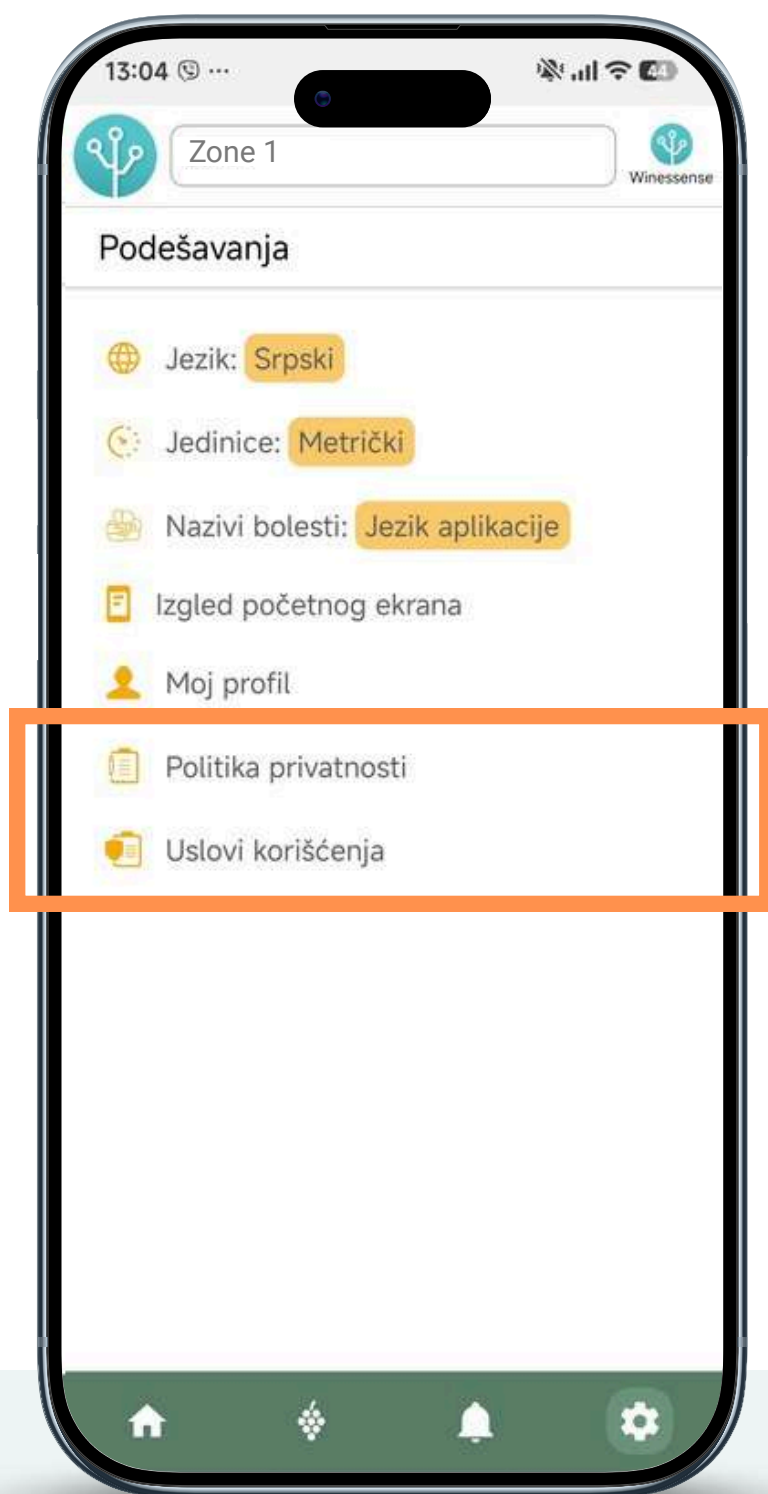 13:04
44
Zone 1
Winessense
Podešavanja
Jezik: Srpski
Jedinice: Metrički
Nazivi bolesti: Jezik aplikacije
Izgled početnog ekrana
Moj profil
Politika privatnosti
Uslovi korišćenja